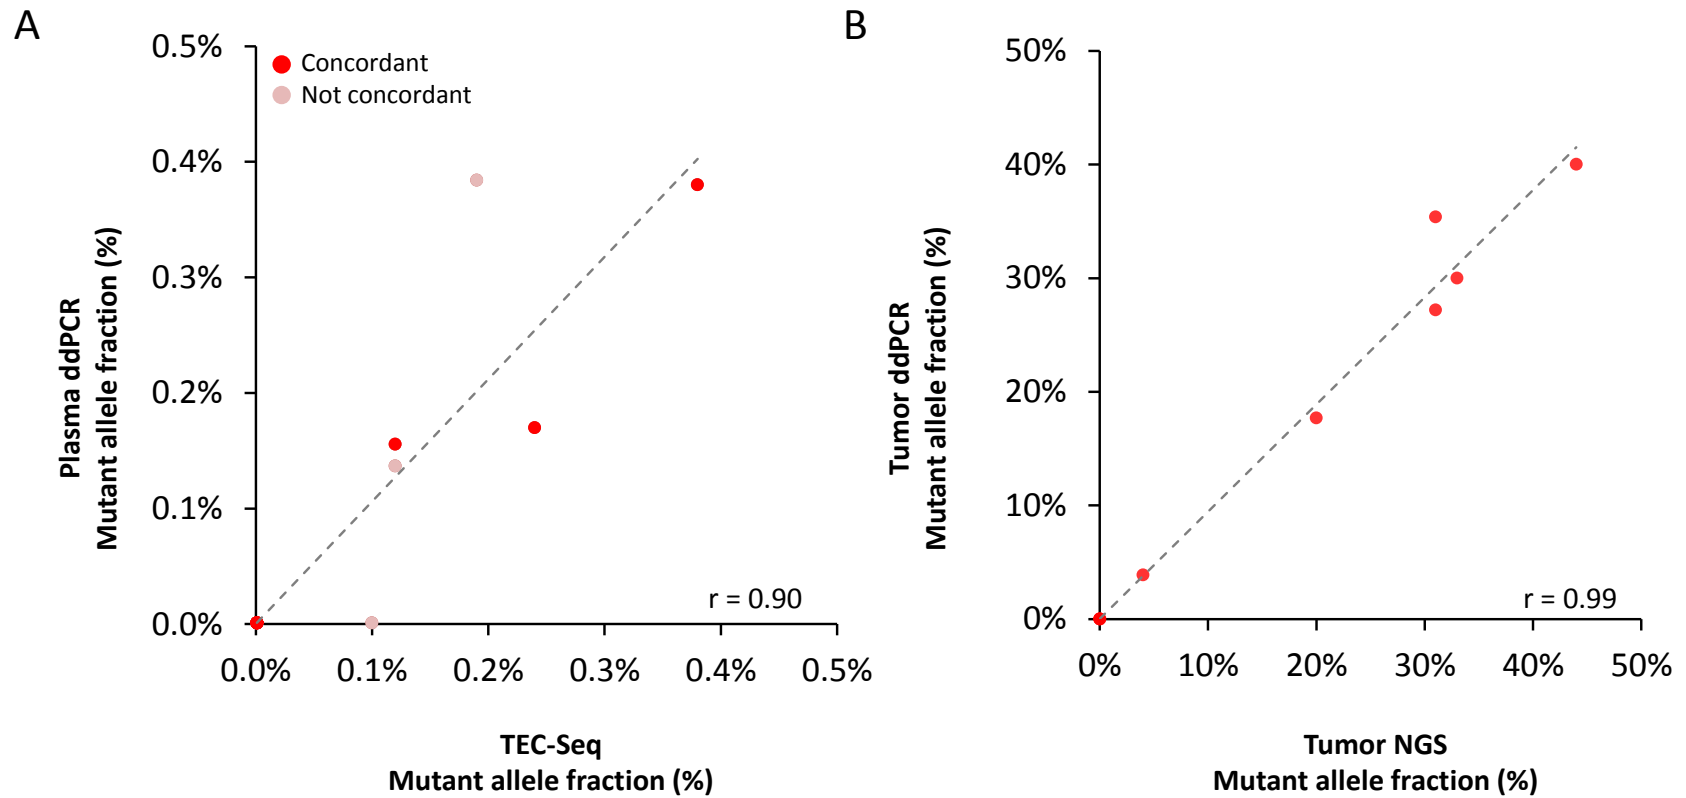 A
0.5%
0.4%
0.3%
0.2%
0.1%
0.0%
Plasma ddPCR
Mutant allele fraction (%)
Concordant
Not concordant
r = 0.90
0.0% 0.1% 0.2% 0.3% 0.4% 0.5%
TEC-Seq
Mutant allele fraction (%)
B
50%
40%
30%
20%
10%
0%
Tumor ddPCR
Mutant allele fraction (%)
r = 0.99
0% 10% 20% 30% 40% 50%
Tumor NGS
Mutant allele fraction (%)